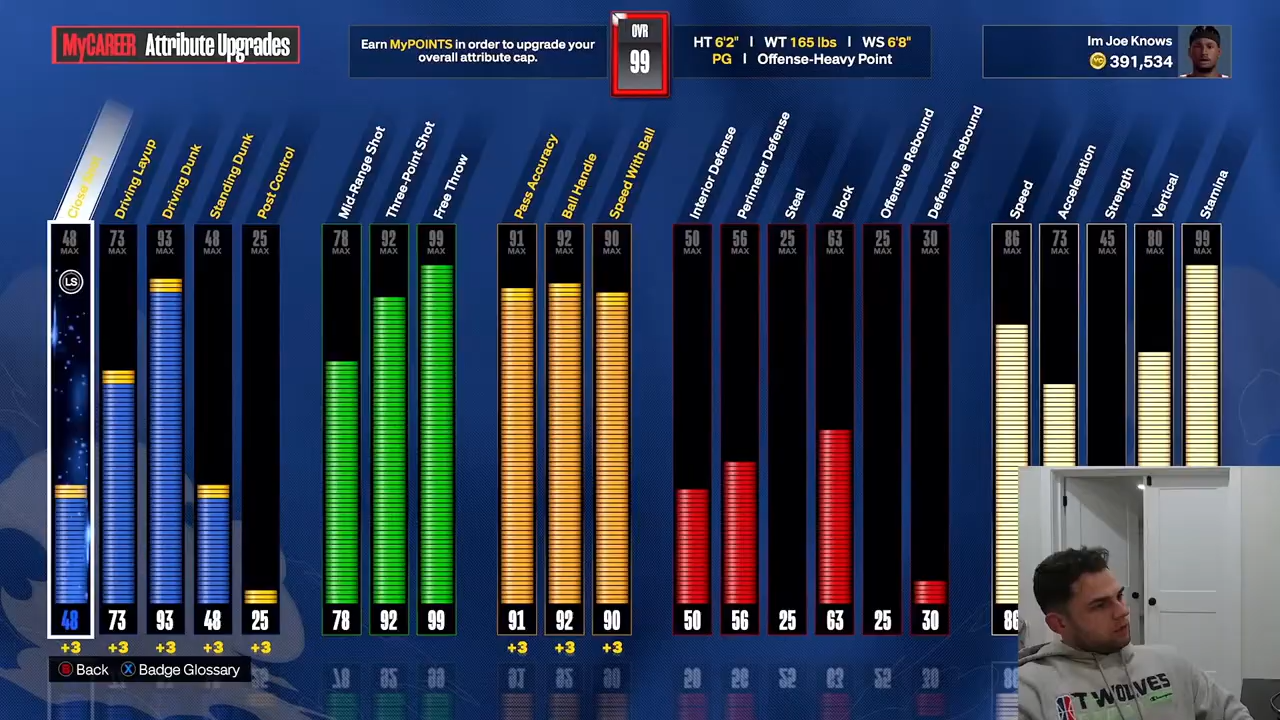 MyCAREER Attribute Upgrades
Earn MyPOINTS in order to upgrade your
overall attribute cap.
OVR
99
HT 6'2" | WT 165 lbs | WS 6'8"
PG | Offense-Heavy Point
Im Joe Knows
VC 391,534
Driving Layup
Driving Dunk
Standing Dunk
Post Control
Mid-Range Shot
Three-Point Shot
Free Throw
Pass Accuracy
Ball Handle
Speed With Ball
Interior Defense
Perimeter Defense
Steal
Block
Offensive Rebound
Defensive Rebound
Speed
Acceleration
Strength
Vertical
Stamina
48 73 93 48 25 78 92 99 91 92 90 50 56 25 63 25 30 86 73 45 80 99
MAX MAX MAX MAX MAX MAX MAX MAX MAX MAX MAX MAX MAX MAX MAX MAX MAX MAX MAX MAX MAX MAX
LS
48 73 93 48 25 78 92 99 91 92 90 50 56 25 63 25 30
+3 +3 +3 +3 +3 +3 +3 +3
B Back X Badge Glossary
T WOLVES